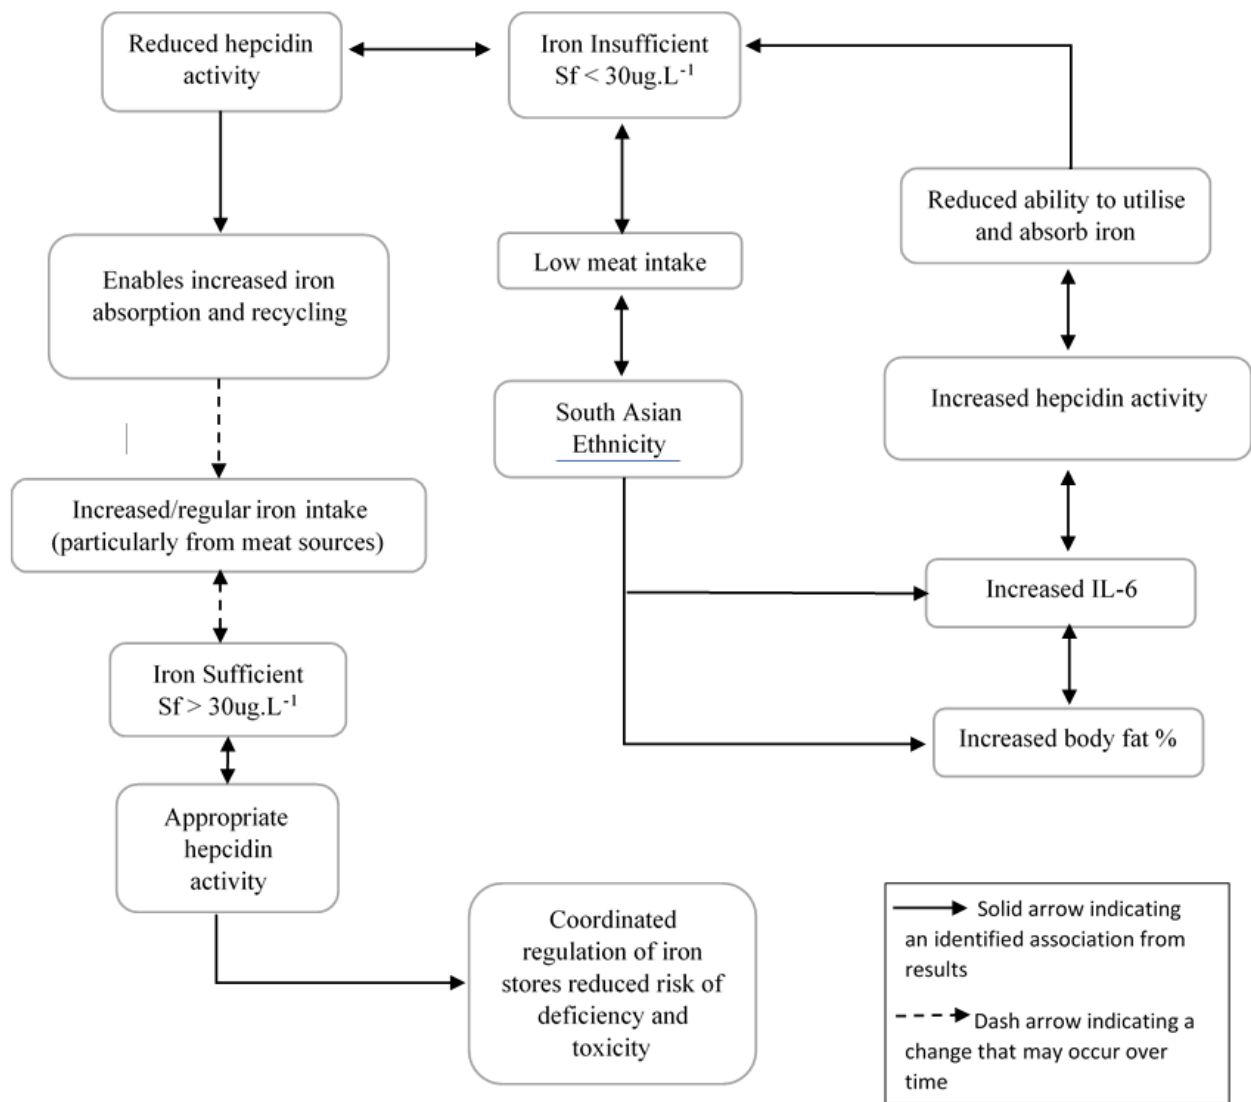 Reduced hepcidin
activity
Iron Insufficient
Sf < 30ug.L⁻¹
Reduced ability to utilise
and absorb iron
Enables increased iron
absorption and recycling
Low meat intake
Increased hepcidin activity
South Asian
Ethnicity
Increased/regular iron intake
(particularly from meat sources)
Increased IL-6
Iron Sufficient
Sf > 30ug.L⁻¹
Increased body fat %
Appropriate
hepcidin
activity
Coordinated
regulation of iron
stores reduced risk of
deficiency and
toxicity
Solid arrow indicating
an identified association from
results
Dash arrow indicating a
change that may occur over
time